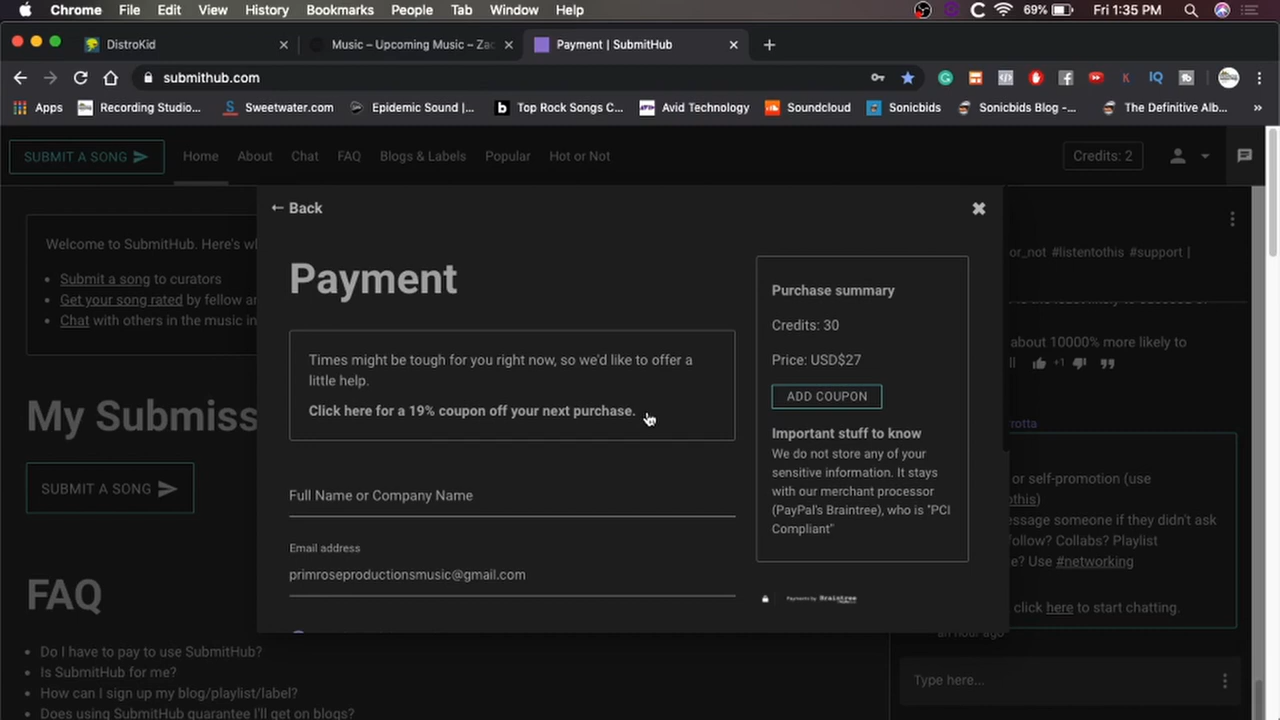 Chrome File Edit View History Bookmarks People Tab Window Help 69% Fri 1:35 PM
DistroKid Music – Upcoming Music – Zac Payment | SubmitHub
submithub.com
Apps Recording Studio... Sweetwater.com Epidemic Sound |... Top Rock Songs C... Avid Technology Soundcloud Sonicbids Sonicbids Blog -... The Definitive Alb... »
SUBMIT A SONG Home About Chat FAQ Blogs & Labels Popular Hot or Not Credits: 2
← Back
Payment
Times might be tough for you right now, so we'd like to offer a
little help.
Click here for a 19% coupon off your next purchase.
Full Name or Company Name
Email address
primroseproductionsmusic@gmail.com
Purchase summary
Credits: 30
Price: USD$27
ADD COUPON
Important stuff to know
We do not store any of your
sensitive information. It stays
with our merchant processor
(PayPal's Braintree), who is "PCI
Compliant"
Payments by Braintree
Welcome to SubmitHub. Here's wh
Submit a song to curators
Get your song rated by fellow ar
Chat with others in the music in
My Submiss
SUBMIT A SONG
FAQ
Do I have to pay to use SubmitHub?
Is SubmitHub for me?
How can I sign up my blog/playlist/label?
Does using SubmitHub guarantee I'll get on blogs?
or_not #listentothis #support |
about 10000% more likely to
ll +1
rotta
or self-promotion (use
this)
essage someone if they didn't ask
follow? Collabs? Playlist
e? Use #networking
click here to start chatting.
an hour ago
Type here...